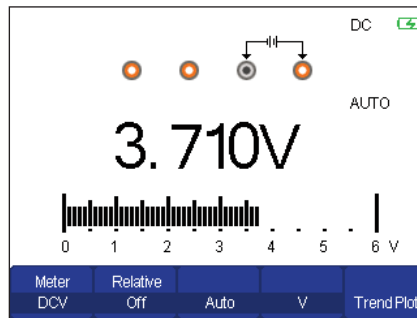 DC
AUTO
3.710V
0 1 2 3 4 5 6 V
Meter Relative
DCV Off Auto V Trend Plot